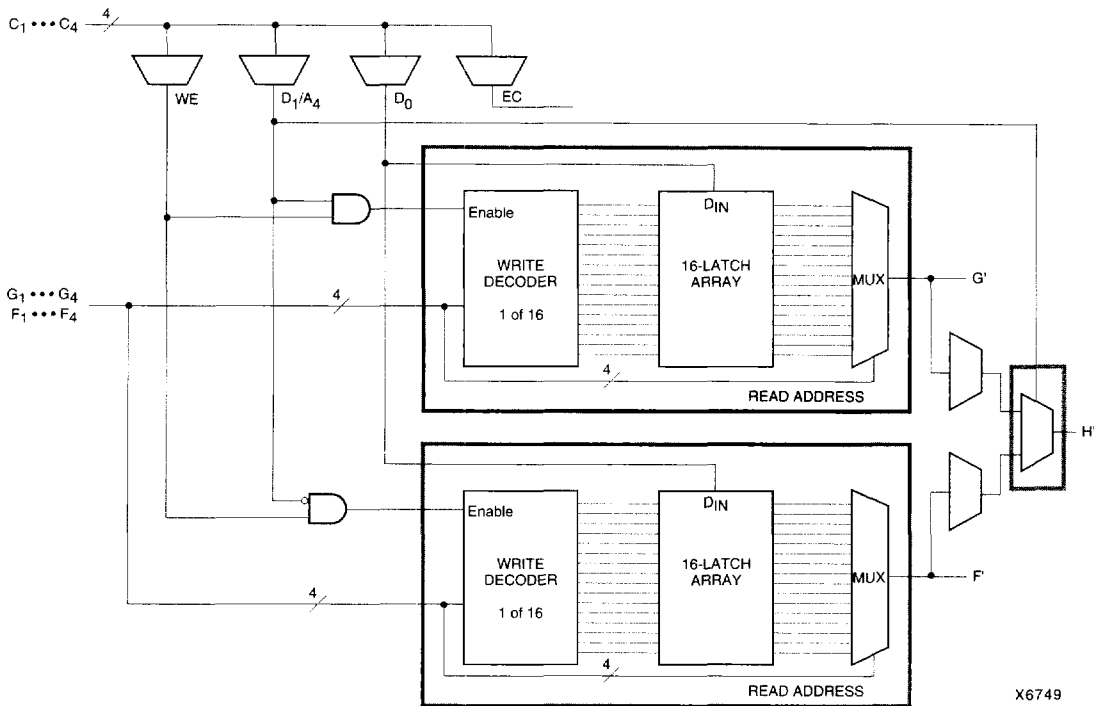 C1 ••• C4
4
WE
D1/A4
D0
EC
Enable
DIN
WRITE
DECODER
1 of 16
16-LATCH
ARRAY
MUX
G'
G1 ••• G4
F1 ••• F4
4
4
READ ADDRESS
H'
Enable
DIN
WRITE
DECODER
1 of 16
16-LATCH
ARRAY
MUX
F'
4
4
READ ADDRESS
X6749